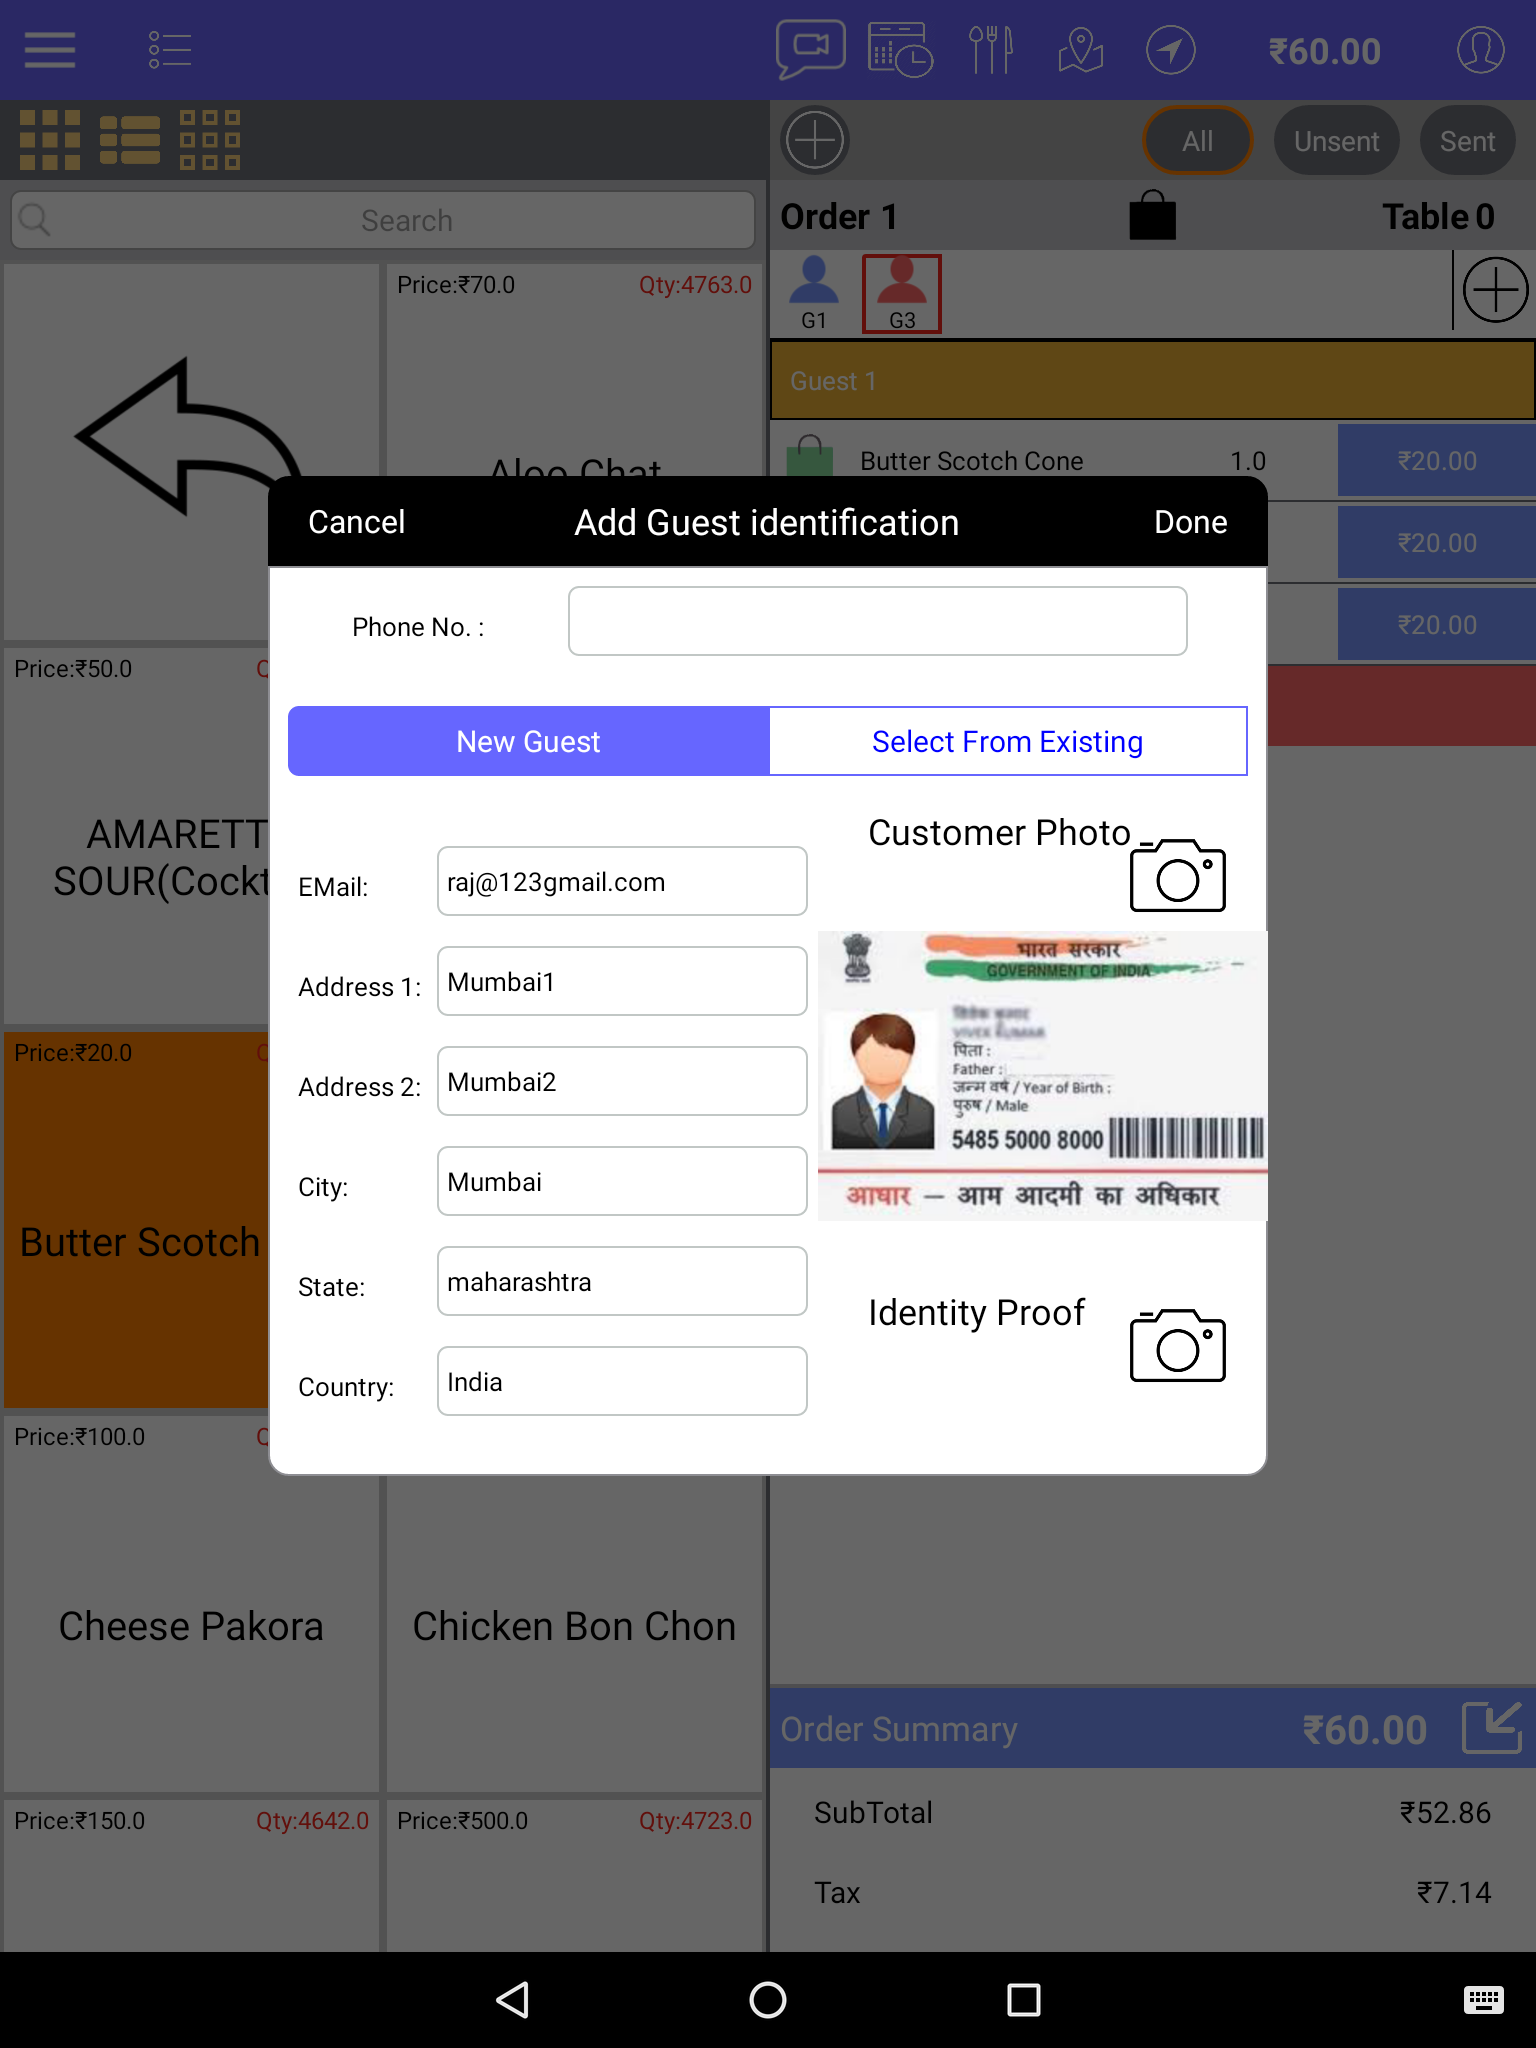 ₹60.00
All
Unsent
Sent
Search
Order 1
Table 0
Price:₹70.0
Qty:4763.0
G1
G3
Guest 1
Aloo Chat
Butter Scotch Cone
1.0
₹20.00
₹20.00
₹20.00
Cancel
Add Guest identification
Done
Phone No. :
New Guest
Select From Existing
Price:₹50.0
AMARETT
SOUR(Cockt
Customer Photo
EMail:
raj@123gmail.com
Address 1:
Mumbai1
Address 2:
Mumbai2
City:
Mumbai
State:
maharashtra
Country:
India
भारत सरकार
GOVERNMENT OF INDIA
पिता :
Father :
जन्म वर्ष / Year of Birth :
पुरुष / Male
5485 5000 8000
आधार – आम आदमी का अधिकार
Identity Proof
Price:₹20.0
Butter Scotch
Price:₹100.0
Cheese Pakora
Chicken Bon Chon
Price:₹150.0
Qty:4642.0
Price:₹500.0
Qty:4723.0
Order Summary
₹60.00
SubTotal
₹52.86
Tax
₹7.14